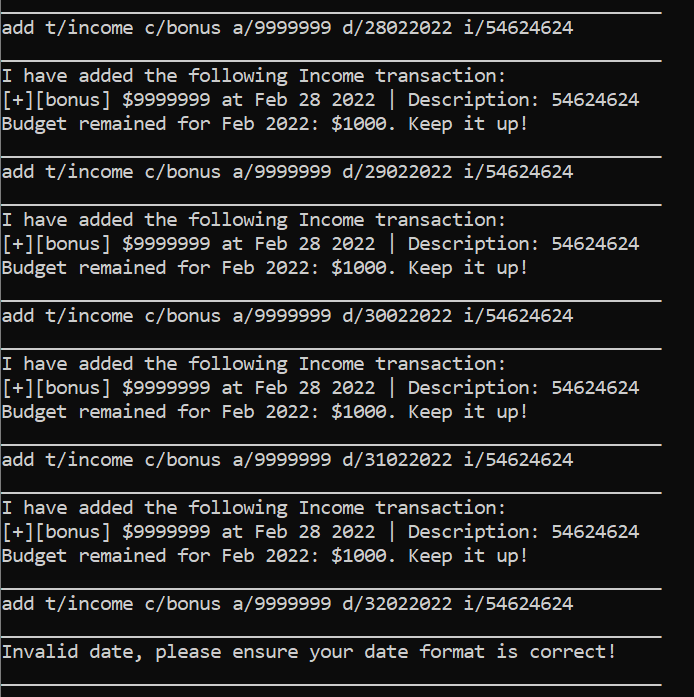 add t/income c/bonus a/9999999 d/28022022 i/54624624
I have added the following Income transaction:
[+][bonus] $9999999 at Feb 28 2022 | Description: 54624624
Budget remained for Feb 2022: $1000. Keep it up!
add t/income c/bonus a/9999999 d/29022022 i/54624624
I have added the following Income transaction:
[+][bonus] $9999999 at Feb 28 2022 | Description: 54624624
Budget remained for Feb 2022: $1000. Keep it up!
add t/income c/bonus a/9999999 d/30022022 i/54624624
I have added the following Income transaction:
[+][bonus] $9999999 at Feb 28 2022 | Description: 54624624
Budget remained for Feb 2022: $1000. Keep it up!
add t/income c/bonus a/9999999 d/31022022 i/54624624
I have added the following Income transaction:
[+][bonus] $9999999 at Feb 28 2022 | Description: 54624624
Budget remained for Feb 2022: $1000. Keep it up!
add t/income c/bonus a/9999999 d/32022022 i/54624624
Invalid date, please ensure your date format is correct!